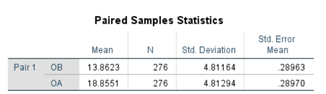 Paired Samples Statistics
Std. Error
Mean N Std. Deviation Mean
Pair 1 OB 13.8623 276 4.81164 .28963
OA 18.8551 276 4.81294 .28970